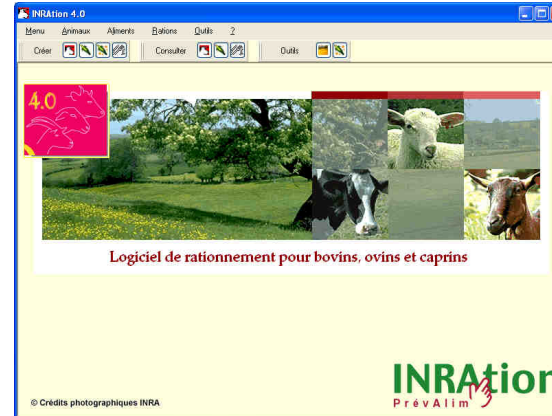 INRAtion 4.0
Menu Animaux Aliments Rations Outils ?
Créer Consulter Outils
4.0
Logiciel de rationnement pour bovins, ovins et caprins
INRAtion
PrévAlim
© Crédits photographiques INRA